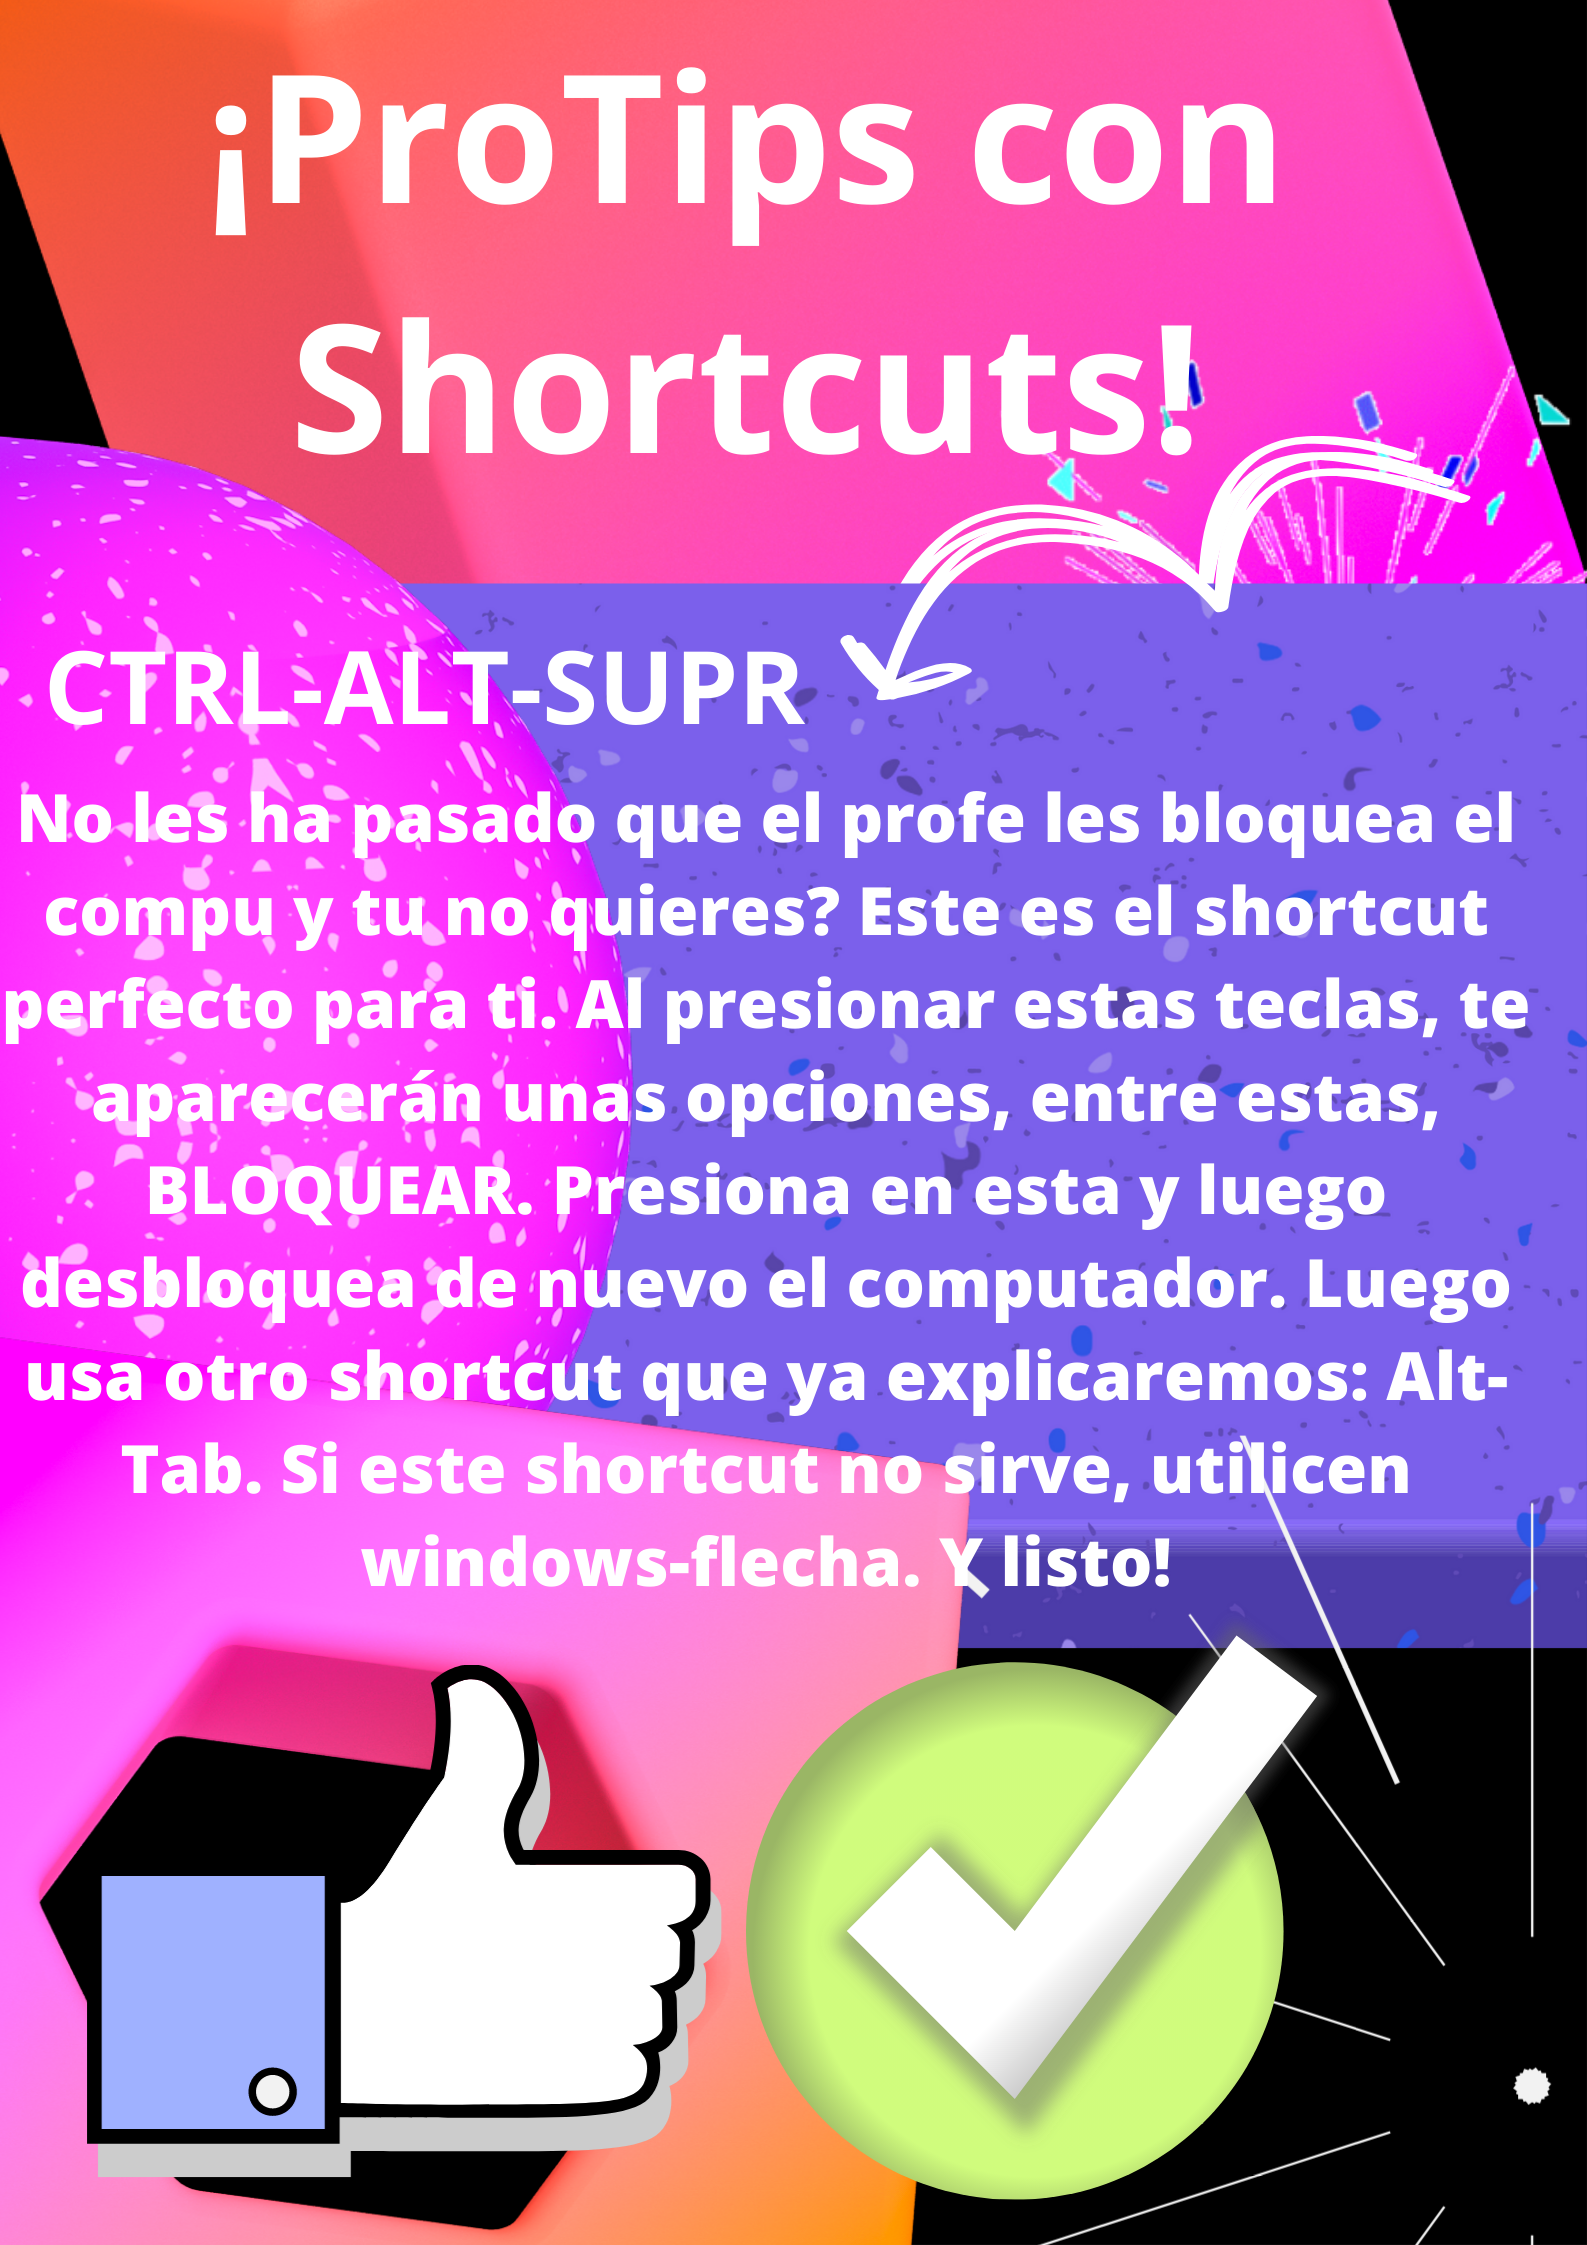 ¡ProTips con
Shortcuts!
CTRL-ALT-SUPR
No les ha pasado que el profe les bloquea el
compu y tu no quieres? Este es el shortcut
perfecto para ti. Al presionar estas teclas, te
aparecerán unas opciones, entre estas,
BLOQUEAR. Presiona en esta y luego
desbloquea de nuevo el computador. Luego
usa otro shortcut que ya explicaremos: Alt-
Tab. Si este shortcut no sirve, utilicen
windows-flecha. Y listo!